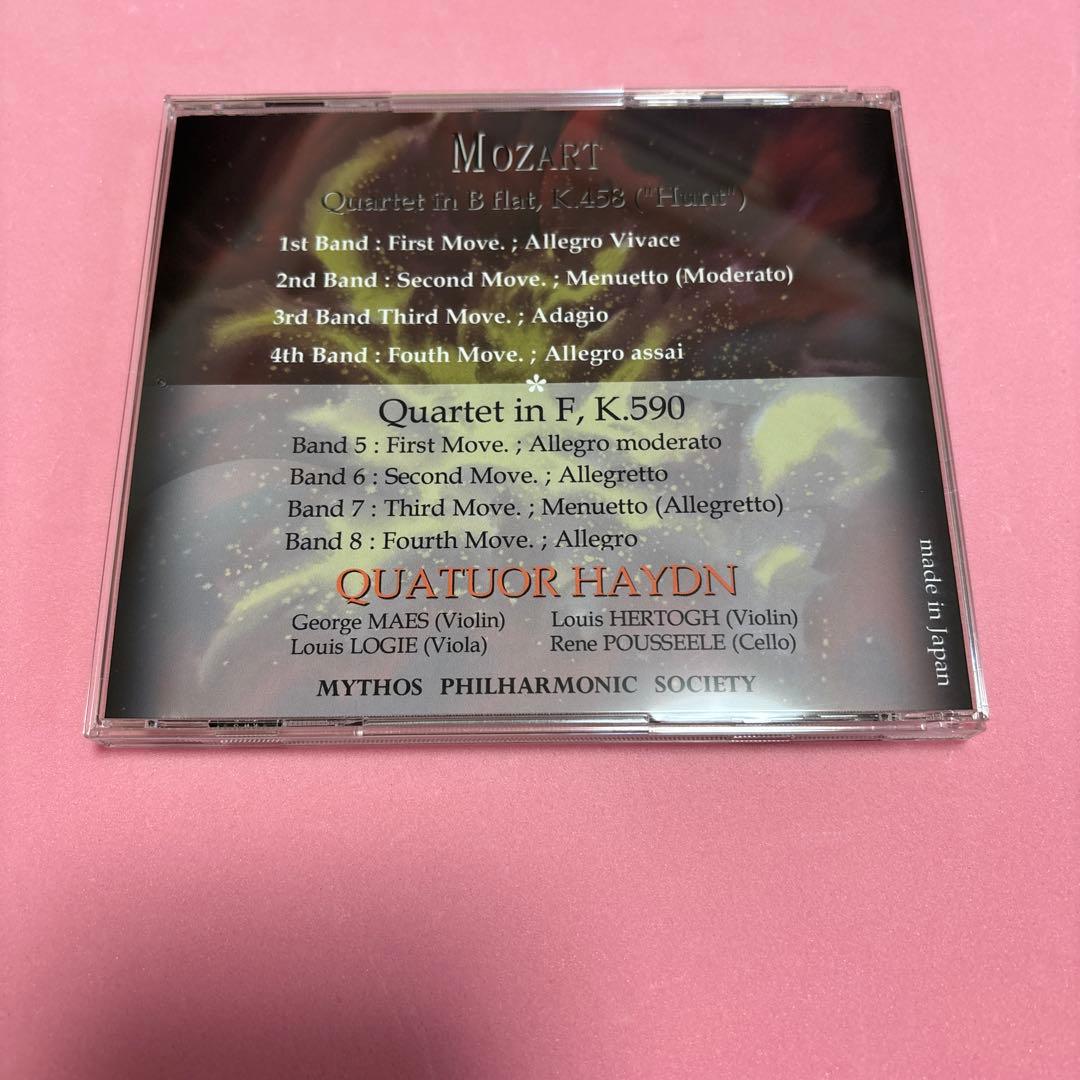 MOZART
Quartet in B flat, K.458 ("Hunt")
1st Band : First Move. ; Allegro Vivace
2nd Band : Second Move. ; Menuetto (Moderato)
3rd Band Third Move. ; Adagio
4th Band : Fouth Move. ; Allegro assai
*
Quartet in F, K.590
Band 5 : First Move. ; Allegro moderato
Band 6 : Second Move. ; Allegretto
Band 7 : Third Move. ; Menuetto (Allegretto)
Band 8 : Fourth Move. ; Allegro
QUATUOR HAYDN
George MAES (Violin) Louis HERTOGH (Violin)
Louis LOGIE (Viola) Rene POUSSEELE (Cello)
MYTHOS PHILHARMONIC SOCIETY
made in Japan